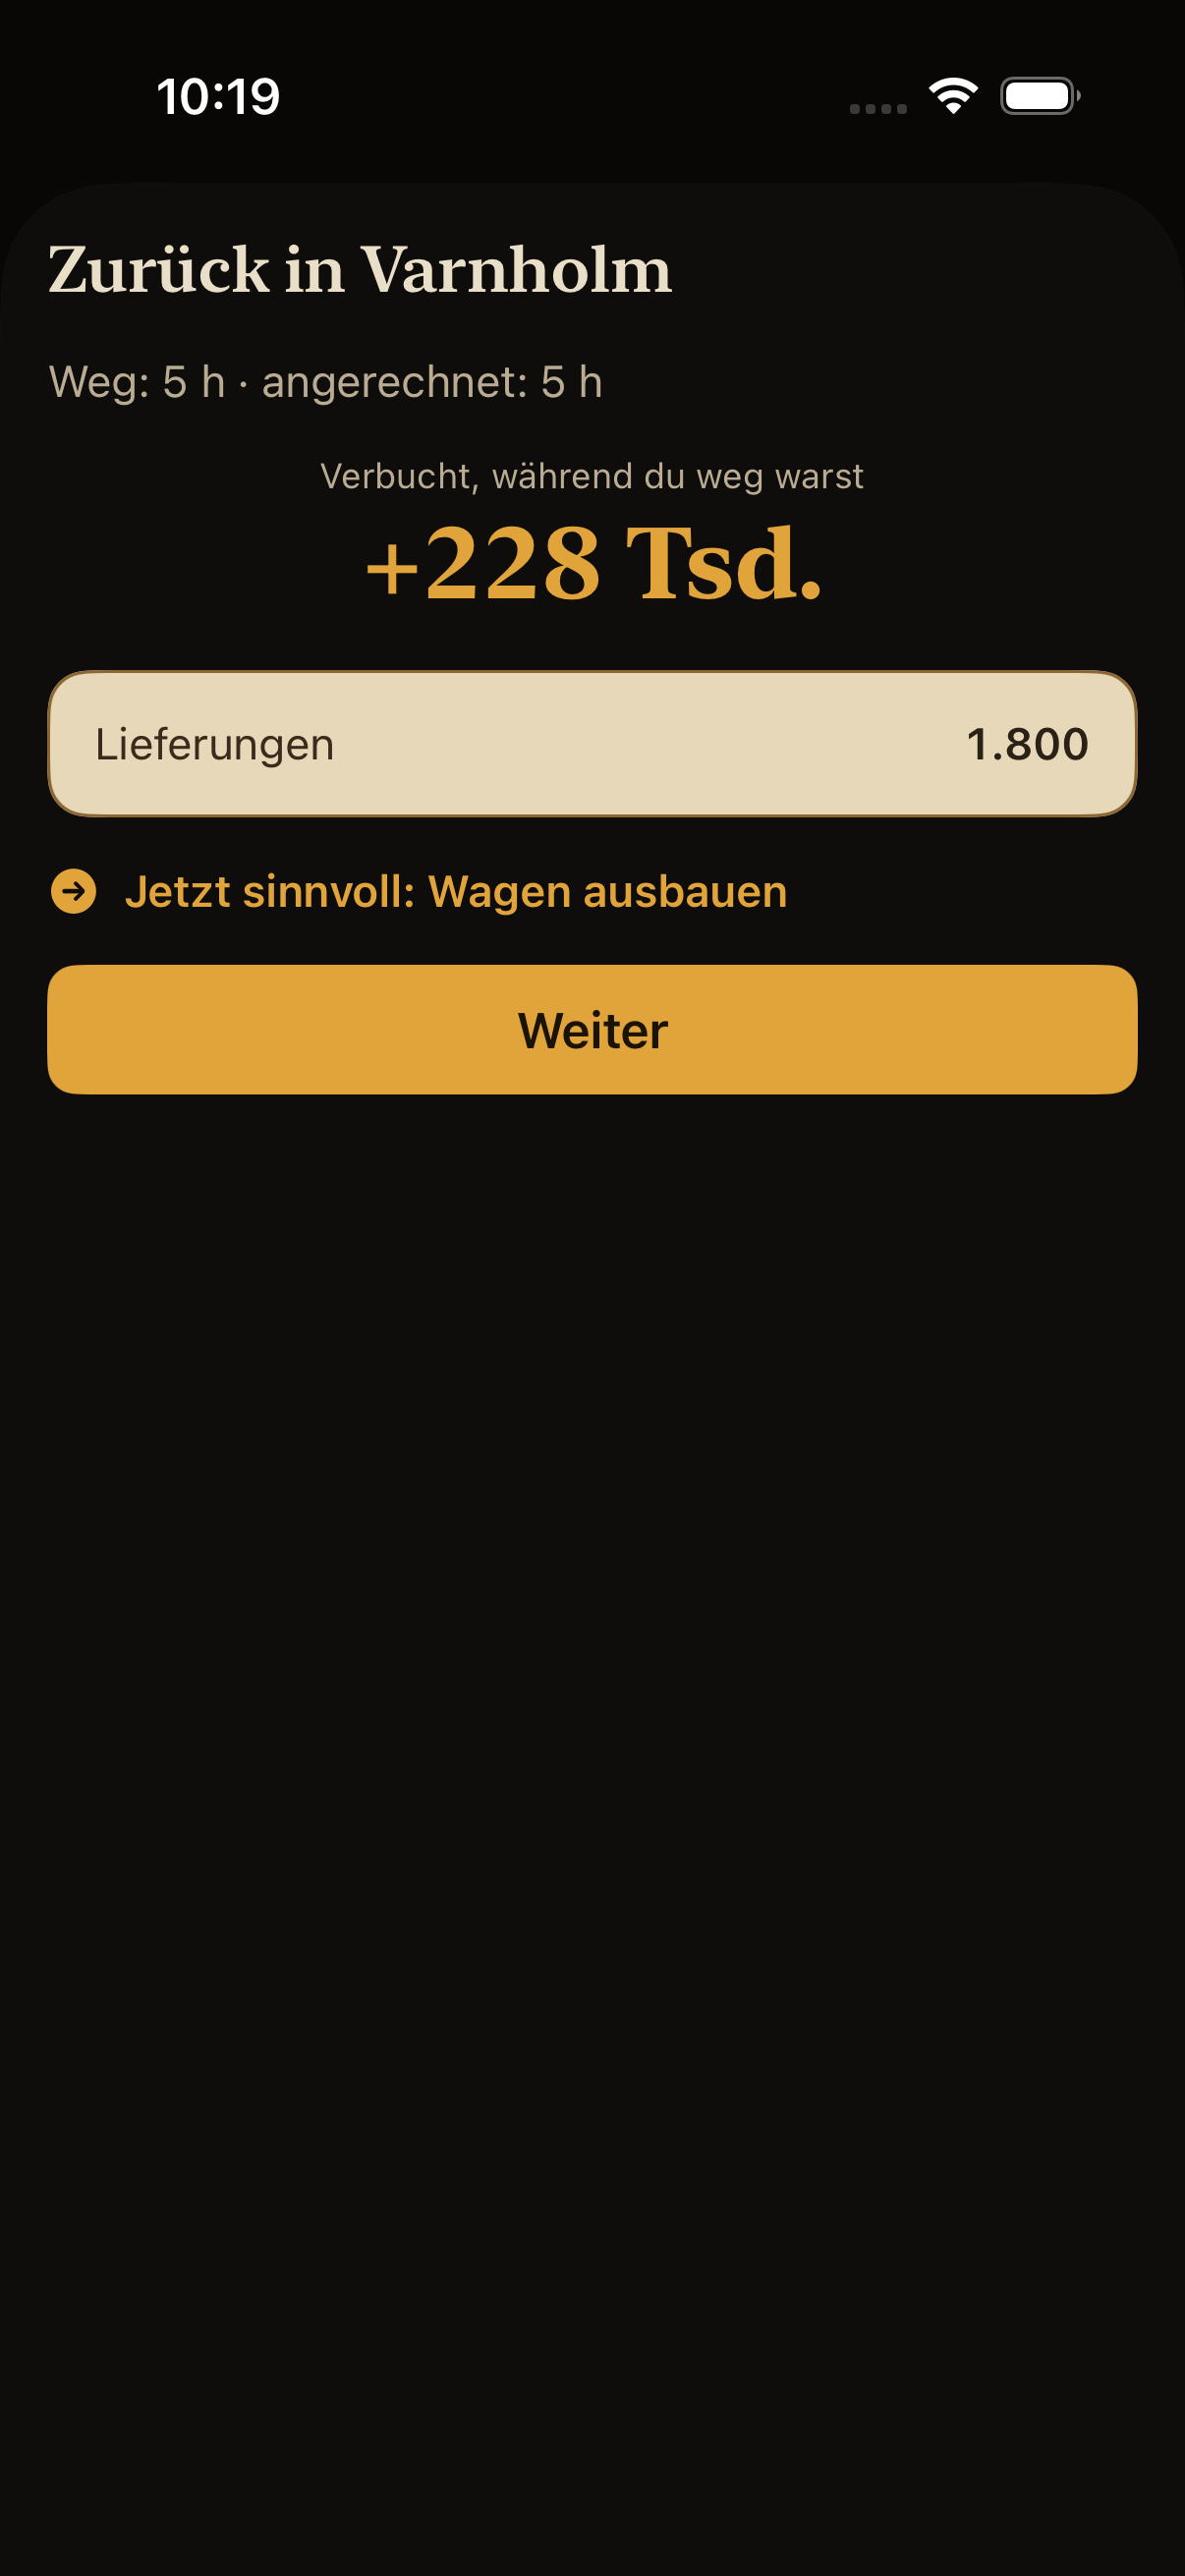 10:19
Zurück in Varnholm
Weg: 5 h · angerechnet: 5 h
Verbucht, während du weg warst
+228 Tsd.
Lieferungen 1.800
Jetzt sinnvoll: Wagen ausbauen
Weiter